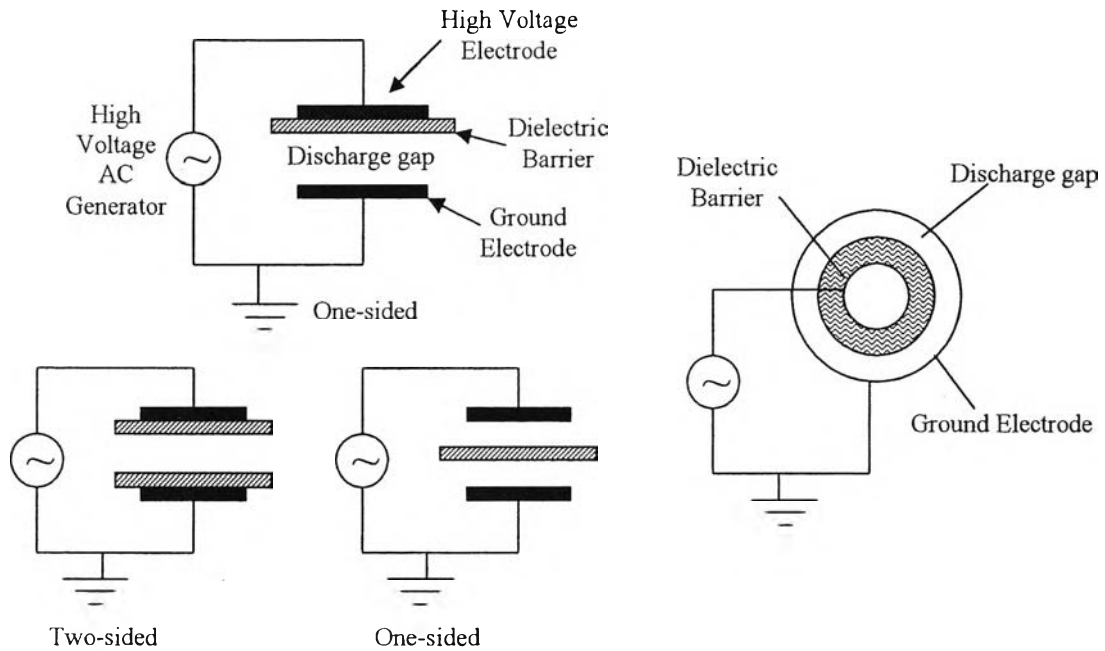 High Voltage
Electrode
High
Voltage
AC
Generator
Dielectric
Barrier
Discharge gap
Ground
Electrode
One-sided
Dielectric
Barrier
Discharge gap
Ground Electrode
Two-sided
One-sided